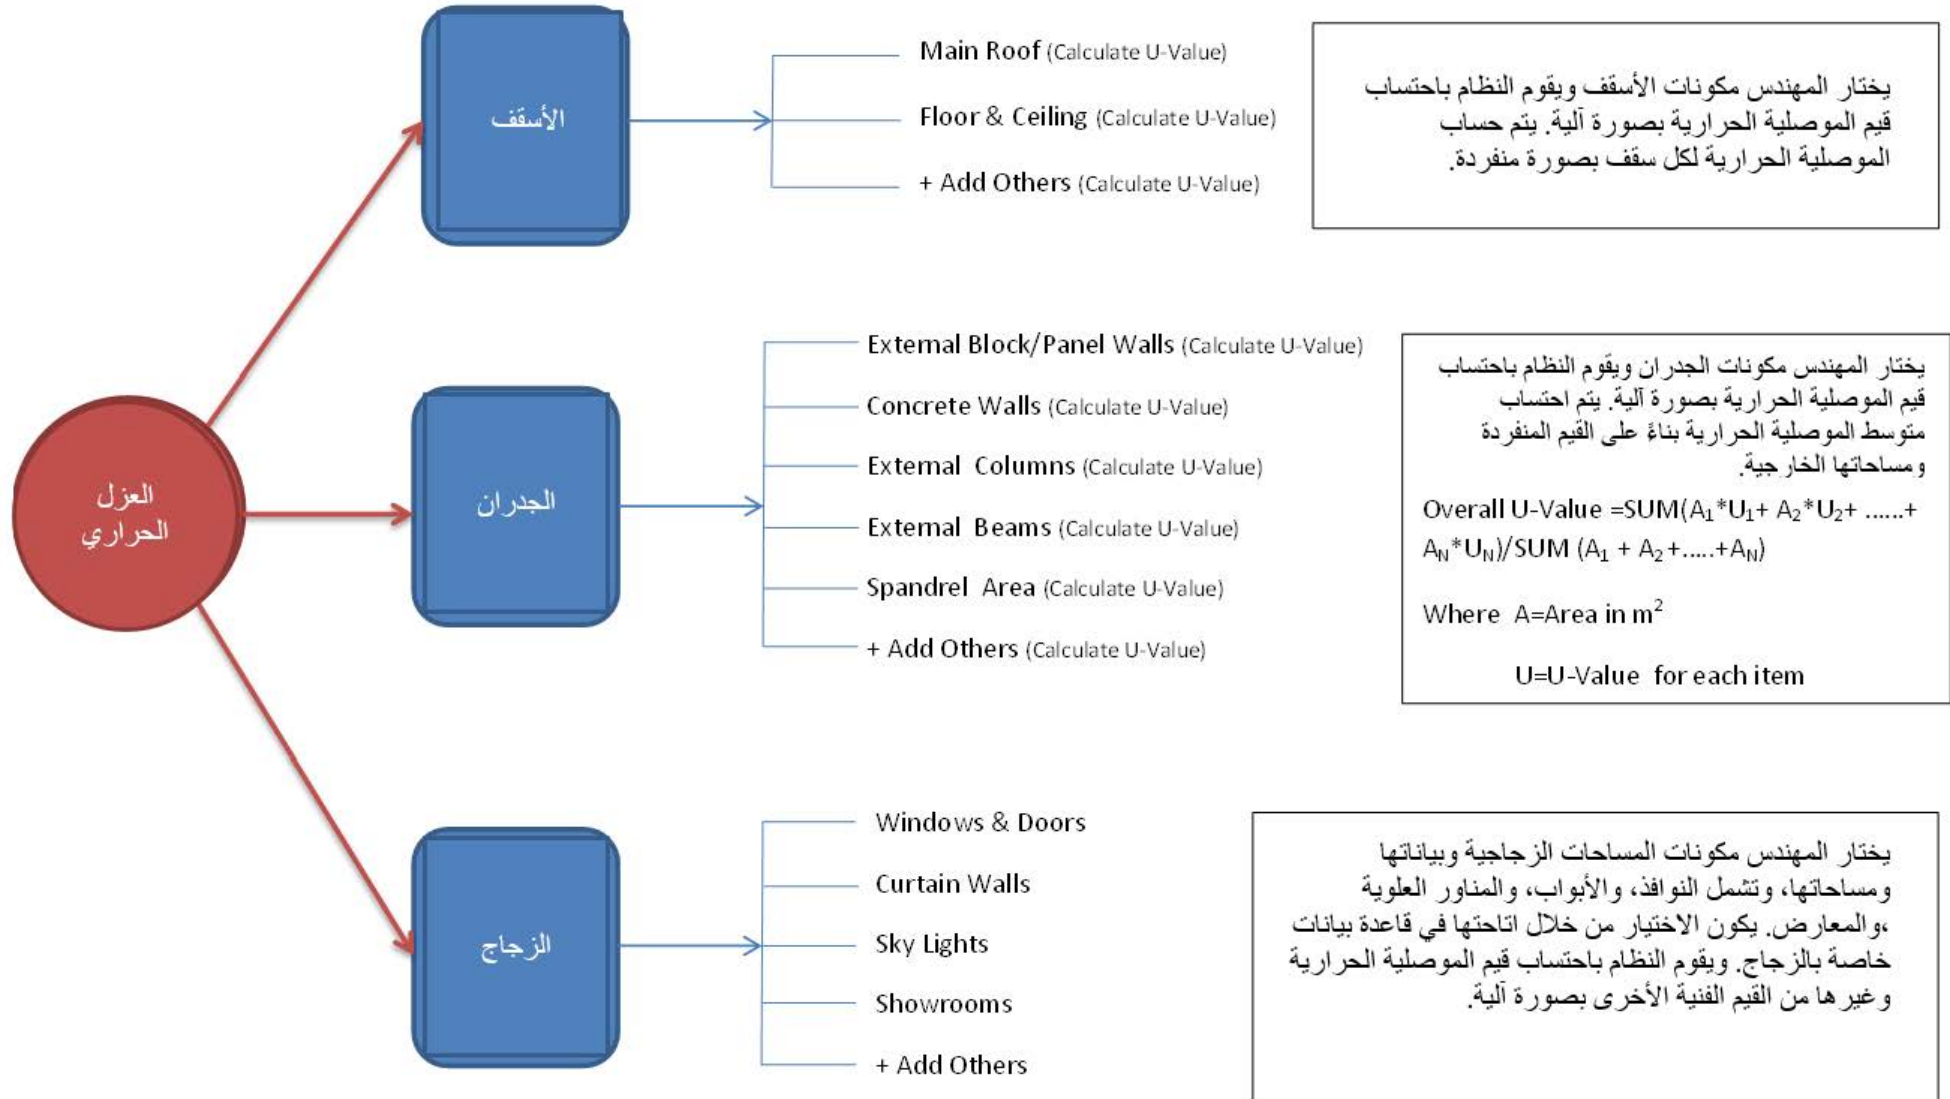 العزل
الحراري
الأسقف
Main Roof (Calculate U-Value)
Floor & Ceiling (Calculate U-Value)
+ Add Others (Calculate U-Value)
يختار المهندس مكونات الأسقف ويقوم النظام باحتساب
قيم الموصلية الحرارية بصورة آلية. يتم حساب
الموصلية الحرارية لكل سقف بصورة منفردة.
الجدران
External Block/Panel Walls (Calculate U-Value)
Concrete Walls (Calculate U-Value)
External Columns (Calculate U-Value)
External Beams (Calculate U-Value)
Spandrel Area (Calculate U-Value)
+ Add Others (Calculate U-Value)
يختار المهندس مكونات الجدران ويقوم النظام باحتساب
قيم الموصلية الحرارية بصورة آلية. يتم احتساب
متوسط الموصلية الحرارية بناءً على القيم المنفردة
ومساحاتها الخارجية.
Overall U-Value =SUM(A₁*U₁+ A₂*U₂+ ......+
A_N*U_N)/SUM (A₁ + A₂+.....+A_N)
Where A=Area in m²
U=U-Value for each item
الزجاج
Windows & Doors
Curtain Walls
Sky Lights
Showrooms
+ Add Others
يختار المهندس مكونات المساحات الزجاجية وبياناتها
ومساحاتها، وتشمل النوافذ، والأبواب، والمناور العلوية
،والمعارض. يكون الاختيار من خلال اتاحتها في قاعدة بيانات
خاصة بالزجاج. ويقوم النظام باحتساب قيم الموصلية الحرارية
وغيرها من القيم الفنية الأخرى بصورة آلية.